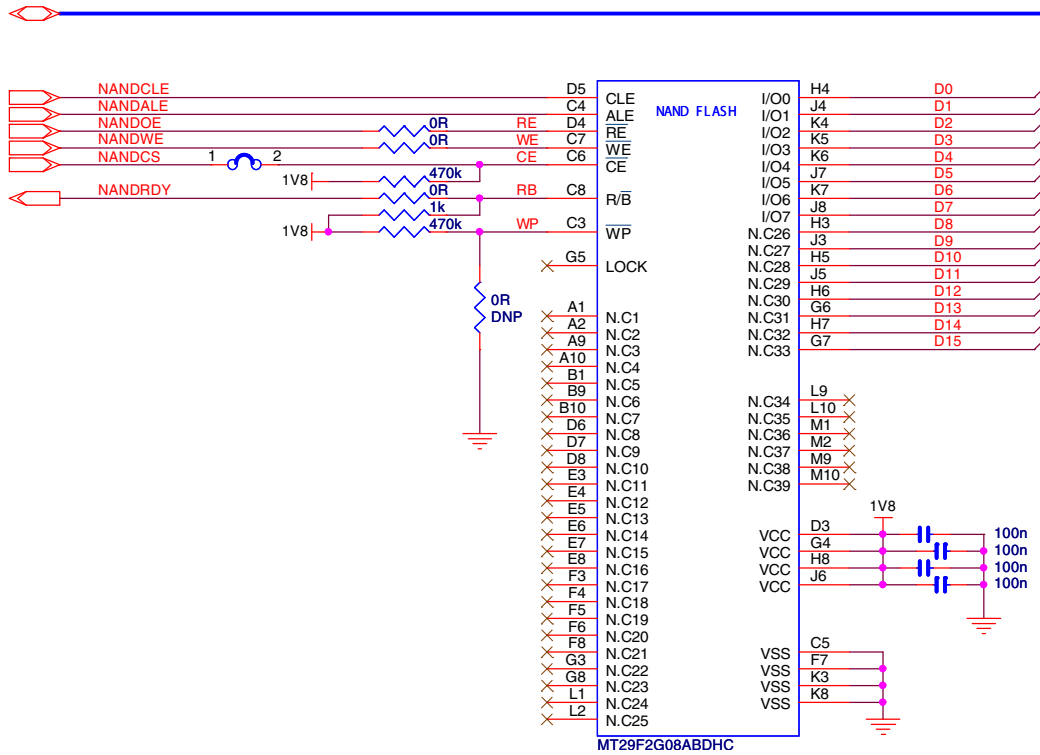 NANDCLE D5 CLE NAND FLASH I/O0 H4 D0
NANDALE C4 ALE I/O1 J4 D1
NANDOE 0R RE D4 RE I/O2 K4 D2
NANDWE 0R WE C7 WE I/O3 K5 D3
NANDCS 1 2 CE C6 CE I/O4 K6 D4
1V8 470k I/O5 J7 D5
NANDRDY 0R RB C8 R/B I/O6 K7 D6
1k I/O7 J8 D7
1V8 470k WP C3 WP N.C26 H3 D8
N.C27 J3 D9
G5 LOCK N.C28 H5 D10
N.C29 J5 D11
0R N.C30 H6 D12
DNP A1 N.C1 N.C31 G6 D13
A2 N.C2 N.C32 H7 D14
A9 N.C3 N.C33 G7 D15
A10 N.C4
B1 N.C5
B9 N.C6 N.C34 L9
B10 N.C7 N.C35 L10
D6 N.C8 N.C36 M1
D7 N.C9 N.C37 M2
D8 N.C10 N.C38 M9
E3 N.C11 N.C39 M10
E4 N.C12 1V8
E5 N.C13
E6 N.C14 VCC D3 100n
E7 N.C15 VCC G4 100n
E8 N.C16 VCC H8 100n
F3 N.C17 VCC J6 100n
F4 N.C18
F5 N.C19
F6 N.C20
F8 N.C21 VSS C5
G3 N.C22 VSS F7
G8 N.C23 VSS K3
L1 N.C24 VSS K8
L2 N.C25
MT29F2G08ABDHC